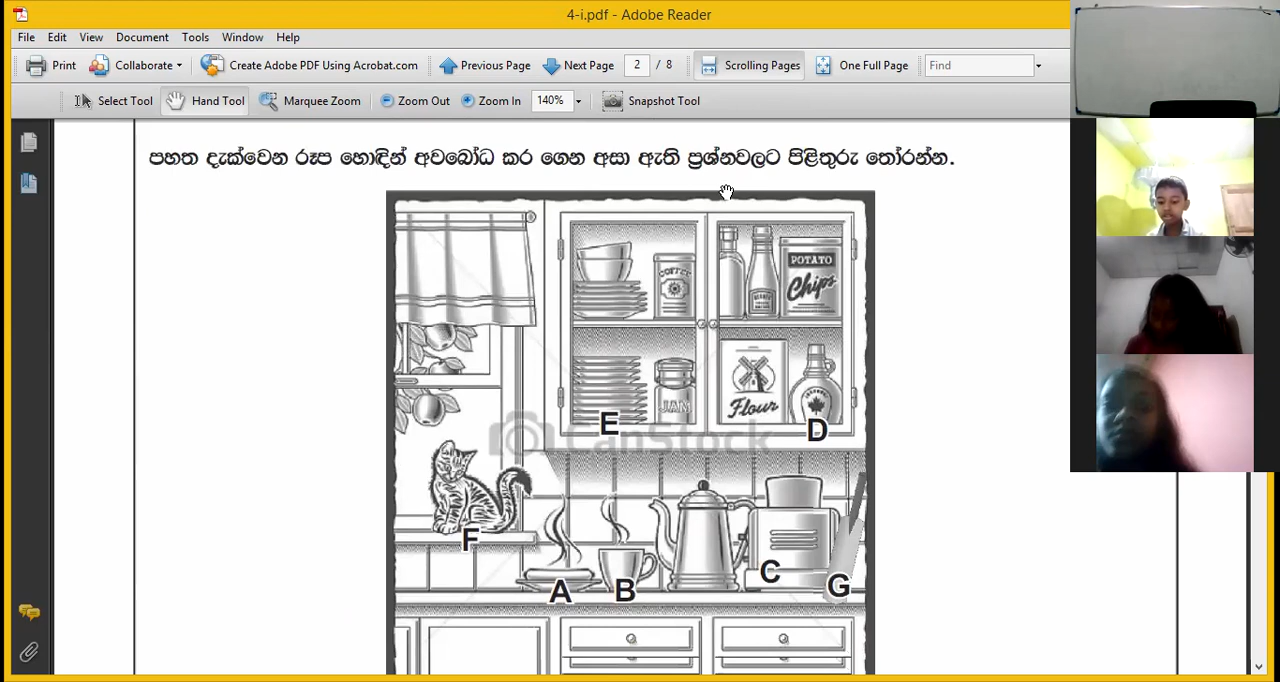 4-i.pdf - Adobe Reader
File Edit View Document Tools Window Help
Print Collaborate Create Adobe PDF Using Acrobat.com Previous Page Next Page 2 / 8 Scrolling Pages One Full Page Find
Select Tool Hand Tool Marquee Zoom Zoom Out Zoom In 140% Snapshot Tool
පහත දැක්වෙන රූප හොඳින් අවබෝධ කර ගෙන අසා ඇති ප්‍රශ්නවලට පිළිතුරු තෝරන්න.
COFFEE
POTATO
Chips
JAM
Flour
E
D
CanStock
F
A
B
C
G